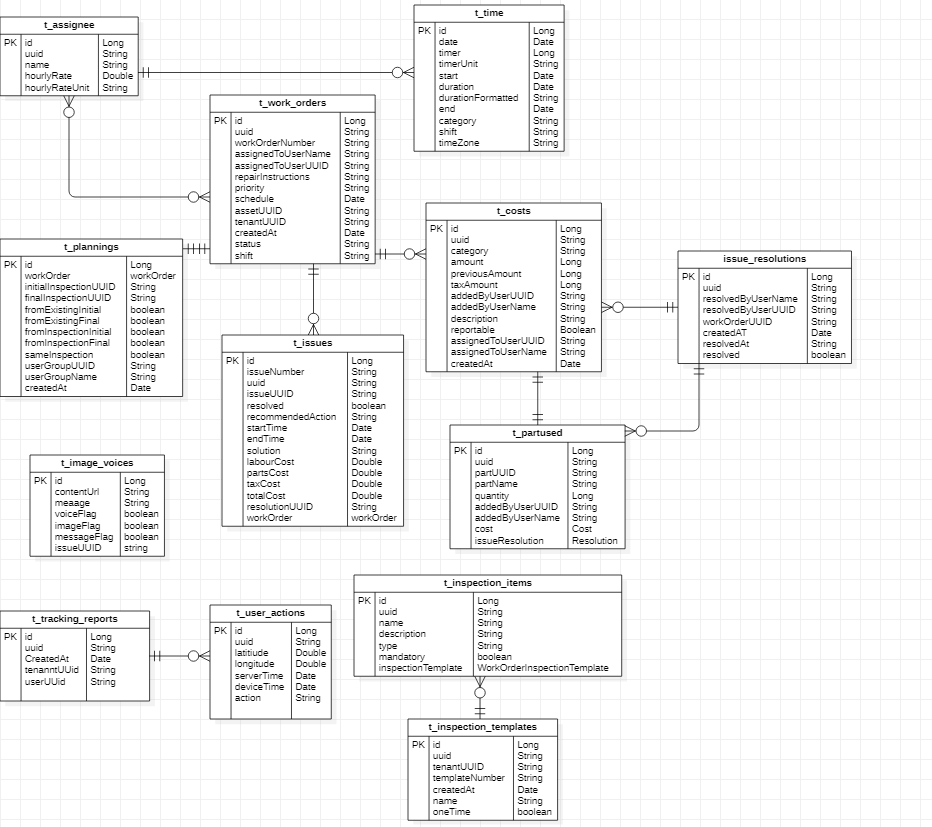 t_assignee
PK id Long
uuid String
name String
hourlyRate Double
hourlyRateUnit String
t_time
PK id Long
date Date
timer Long
timerUnit String
start Date
duration Date
durationFormatted String
end Date
category String
shift String
timeZone String
t_work_orders
PK id Long
uuid String
workOrderNumber String
assignedToUserName String
assignedToUserUUID String
repairInstructions String
priority String
schedule Date
assetUUID String
tenantUUID String
createdAt Date
status String
shift String
t_plannings
PK id Long
workOrder workOrder
initialInspectionUUID String
finalInspectionUUID String
fromExistingInitial boolean
fromExistingFinal boolean
fromInspectionInitial boolean
fromInspectionFinal boolean
sameInspection boolean
userGroupUUID String
userGroupName String
createdAt Date
t_costs
PK id Long
uuid String
category String
amount Long
previousAmount Long
taxAmount Long
addedByUserUUID String
addedByUserName String
description String
reportable Boolean
assignedToUserUUID String
assignedToUserName String
createdAt Date
issue_resolutions
PK id Long
uuid String
resolvedByUserName String
resolvedByUserUUID String
workOrderUUID String
createdAT Date
resolvedAt String
resolved boolean
t_issues
PK id Long
issueNumber String
uuid String
issueUUID String
resolved boolean
recommendedAction String
startTime Date
endTime Date
solution String
labourCost Double
partsCost Double
taxCost Double
totalCost Double
resolutionUUID String
workOrder workOrder
t_partused
PK id Long
uuid String
partUUID String
partName String
quantity Long
addedByUserUUID String
addedByUserName String
cost Cost
issueResolution Resolution
t_image_voices
PK id Long
contentUrl String
meaage String
voiceFlag boolean
imageFlag boolean
messageFlag boolean
issueUUID string
t_tracking_reports
PK id Long
uuid String
CreatedAt Date
tenanntUUid String
userUUid String
t_user_actions
PK id Long
uuid String
latitiude Double
longitude Double
serverTime Date
deviceTime Date
action String
t_inspection_items
PK id Long
uuid String
name String
description String
type String
mandatory boolean
inspectionTemplate WorkOrderInspectionTemplate
t_inspection_templates
PK id Long
uuid String
tenantUUID String
templateNumber String
createdAt Date
name String
oneTime boolean